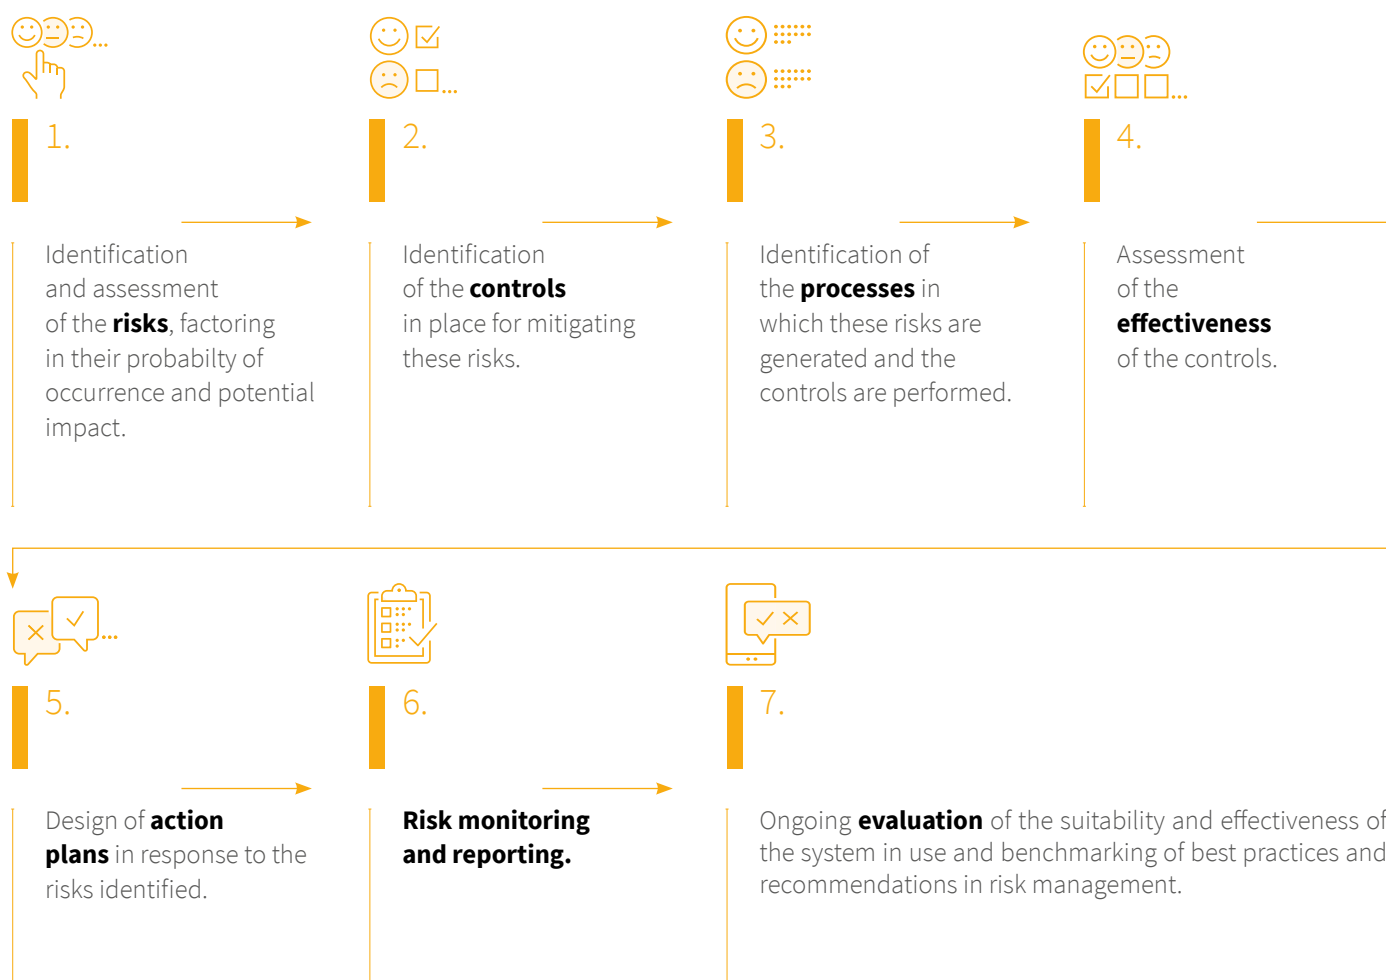 1.
Identification
and assessment
of the risks, factoring
in their probabilty of
occurrence and potential
impact.
2.
Identification
of the controls
in place for mitigating
these risks.
3.
Identification of
the processes in
which these risks are
generated and the
controls are performed.
4.
Assessment
of the
effectiveness
of the controls.
5.
Design of action
plans in response to the
risks identified.
6.
Risk monitoring
and reporting.
7.
Ongoing evaluation of the suitability and effectiveness of
the system in use and benchmarking of best practices and
recommendations in risk management.